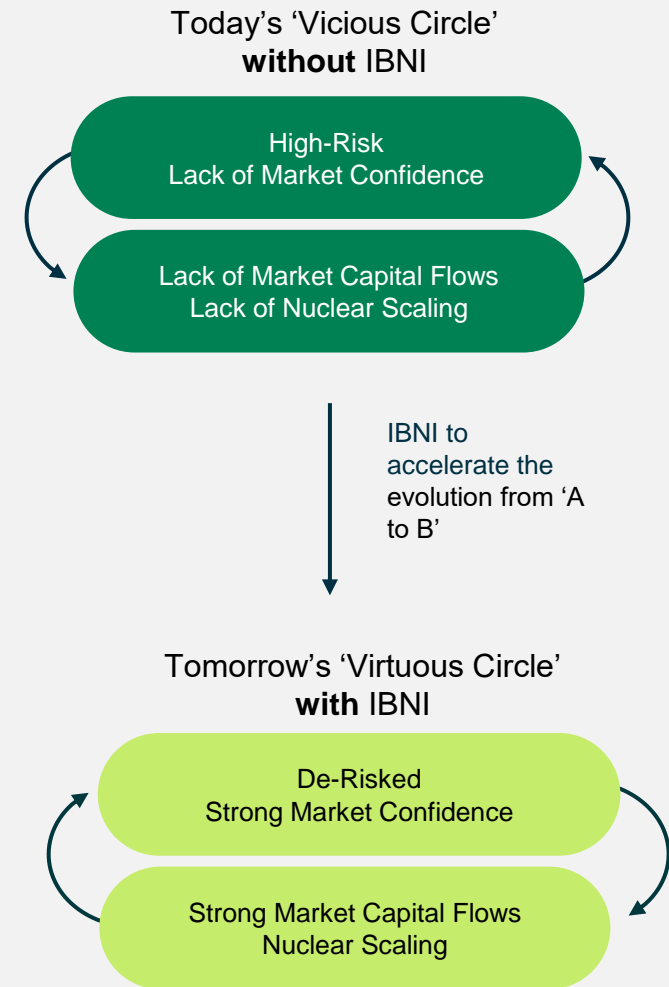 Today’s ‘Vicious Circle’
without IBNI
High-Risk
Lack of Market Confidence
Lack of Market Capital Flows
Lack of Nuclear Scaling
IBNI to
accelerate the
evolution from ‘A
to B’
Tomorrow’s ‘Virtuous Circle’
with IBNI
De-Risked
Strong Market Confidence
Strong Market Capital Flows
Nuclear Scaling